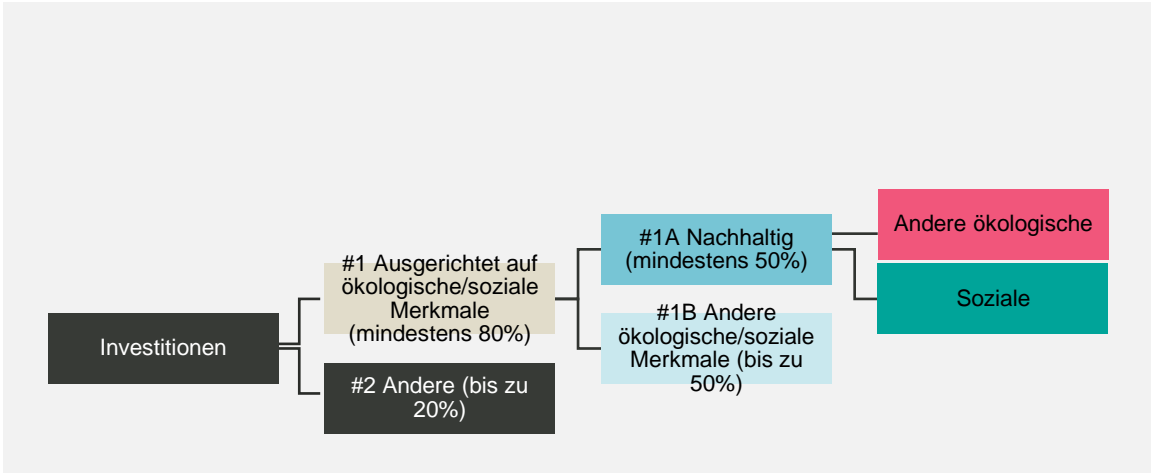 Investitionen
#1 Ausgerichtet auf
ökologische/soziale
Merkmale
(mindestens 80%)
#2 Andere (bis zu
20%)
#1A Nachhaltig
(mindestens 50%)
#1B Andere
ökologische/soziale
Merkmale (bis zu
50%)
Andere ökologische
Soziale